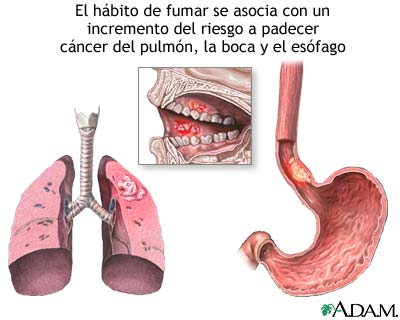 El hábito de fumar se asocia con un
incremento del riesgo a padecer
cáncer del pulmón, la boca y el esófago
A.D.A.M.